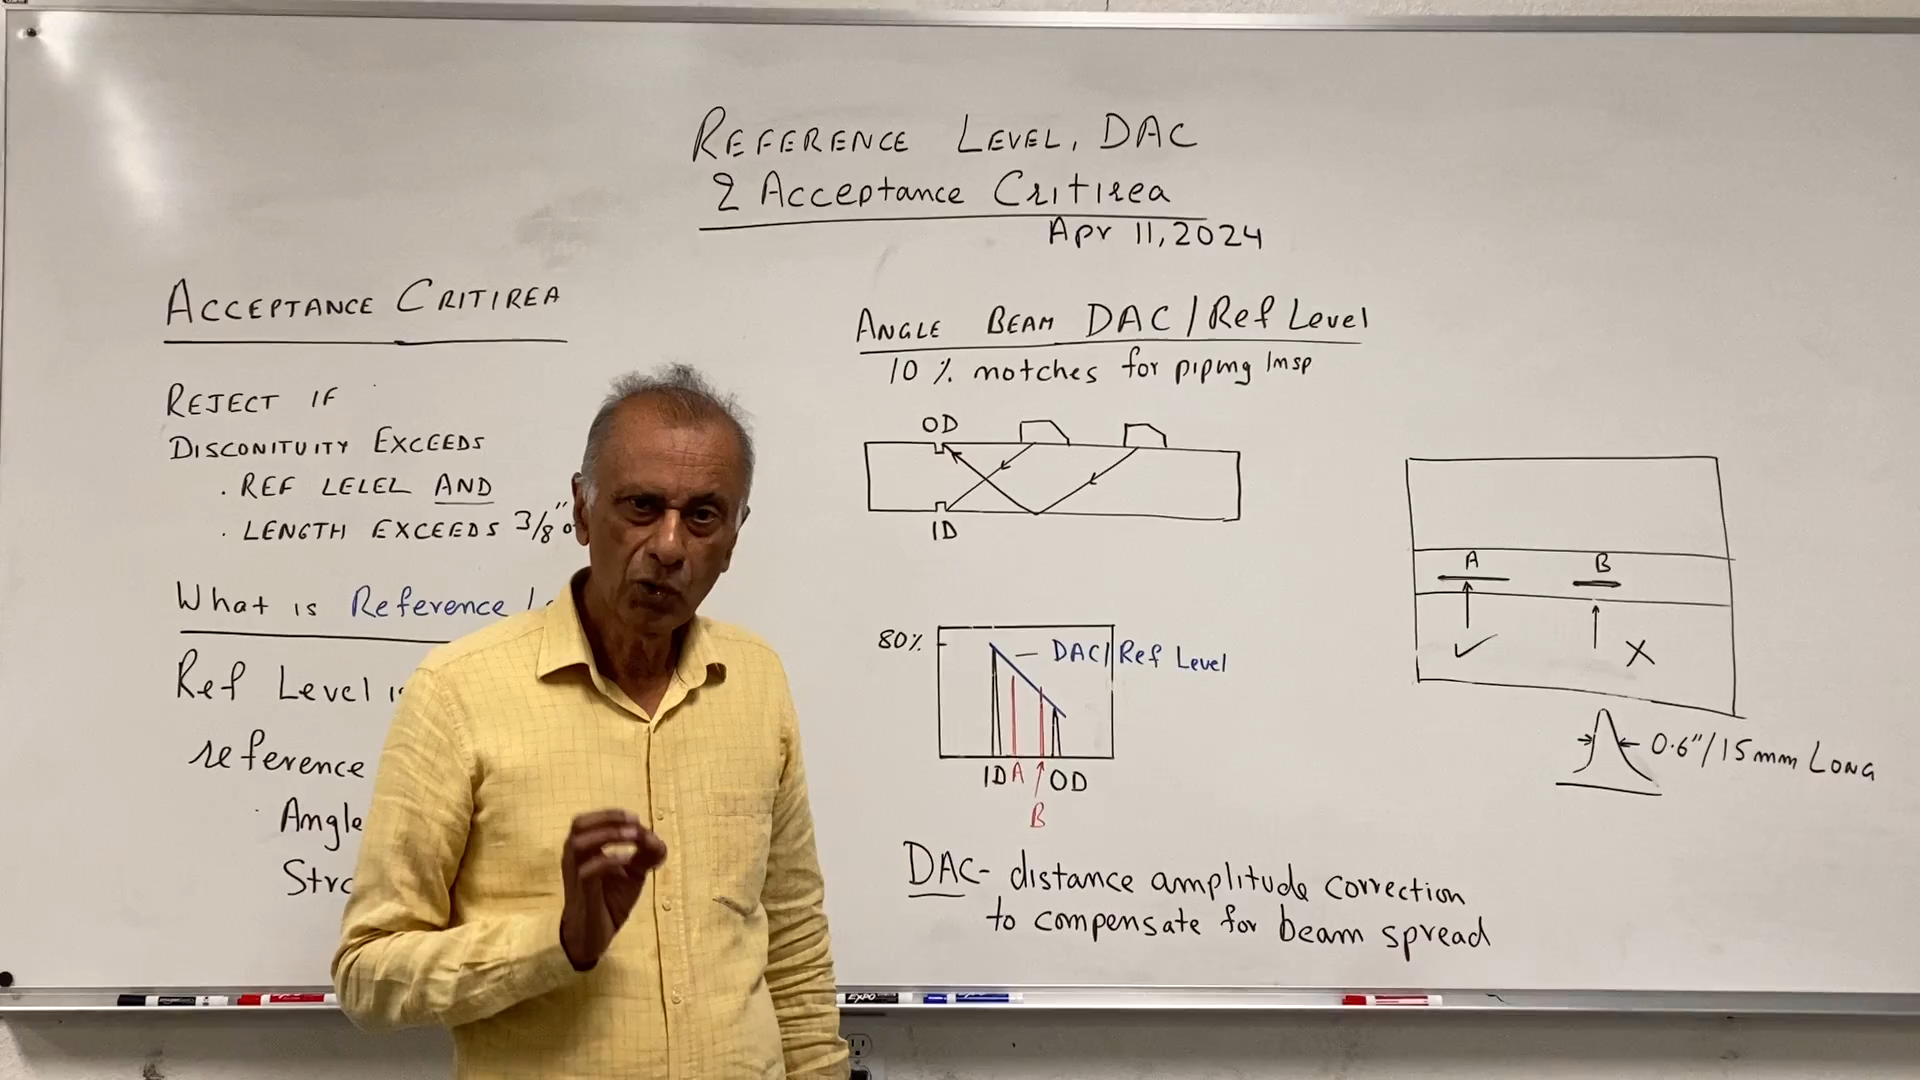 REFERENCE LEVEL, DAC
& Acceptance Critirea
Apr 11, 2024
ACCEPTANCE CRITIREA
REJECT IF
DISCONITUITY EXCEEDS
. REF LELEL AND
. LENGTH EXCEEDS 3/8"
What is Reference
Ref Level
reference
Angle
ANGLE BEAM DAC/Ref Level
10% notches for piping Insp
OD
ID
80%
DAC/Ref Level
ID A OD
B
DAC- distance amplitude correction
to compensate for beam spread
A B
✓ X
0.6"/15mm LONG
EXPO